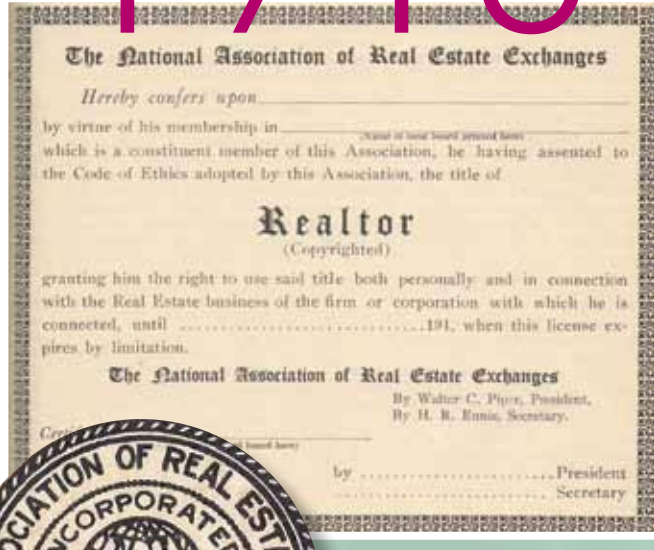 The National Association of Real Estate Exchanges
Hereby confers upon
by virtue of his membership in
(Name of local board printed here)
which is a constituent member of this Association, he having assented to
the Code of Ethics adopted by this Association, the title of
Realtor
(Copyrighted)
granting him the right to use said title both personally and in connection
with the Real Estate business of the firm or corporation with which he is
connected, until ..............................191, when this license ex-
pires by limitation.
The National Association of Real Estate Exchanges
By Walter C. Piper, President,
By H. R. Ennis, Secretary.
board here)
by ........................President
........................ Secretary
OF REAL